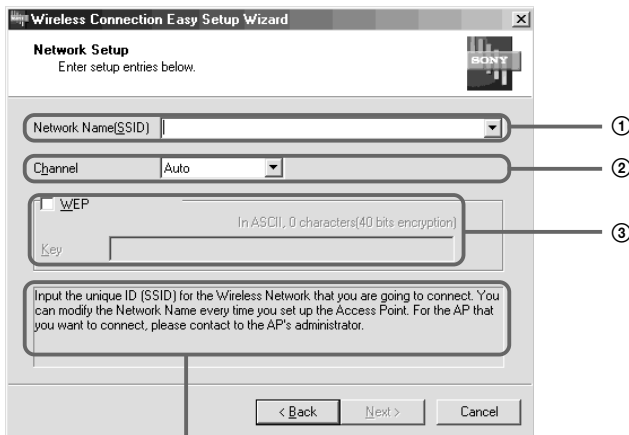 Wireless Connection Easy Setup Wizard
Network Setup
Enter setup entries below.
SONY
Network Name(SSID)
①
Channel Auto
②
WEP
In ASCII, 0 characters(40 bits encryption)
③
Key
Input the unique ID (SSID) for the Wireless Network that you are going to connect. You
can modify the Network Name every time you set up the Access Point. For the AP that
you want to connect, please contact to the AP's administrator.
< Back Next > Cancel